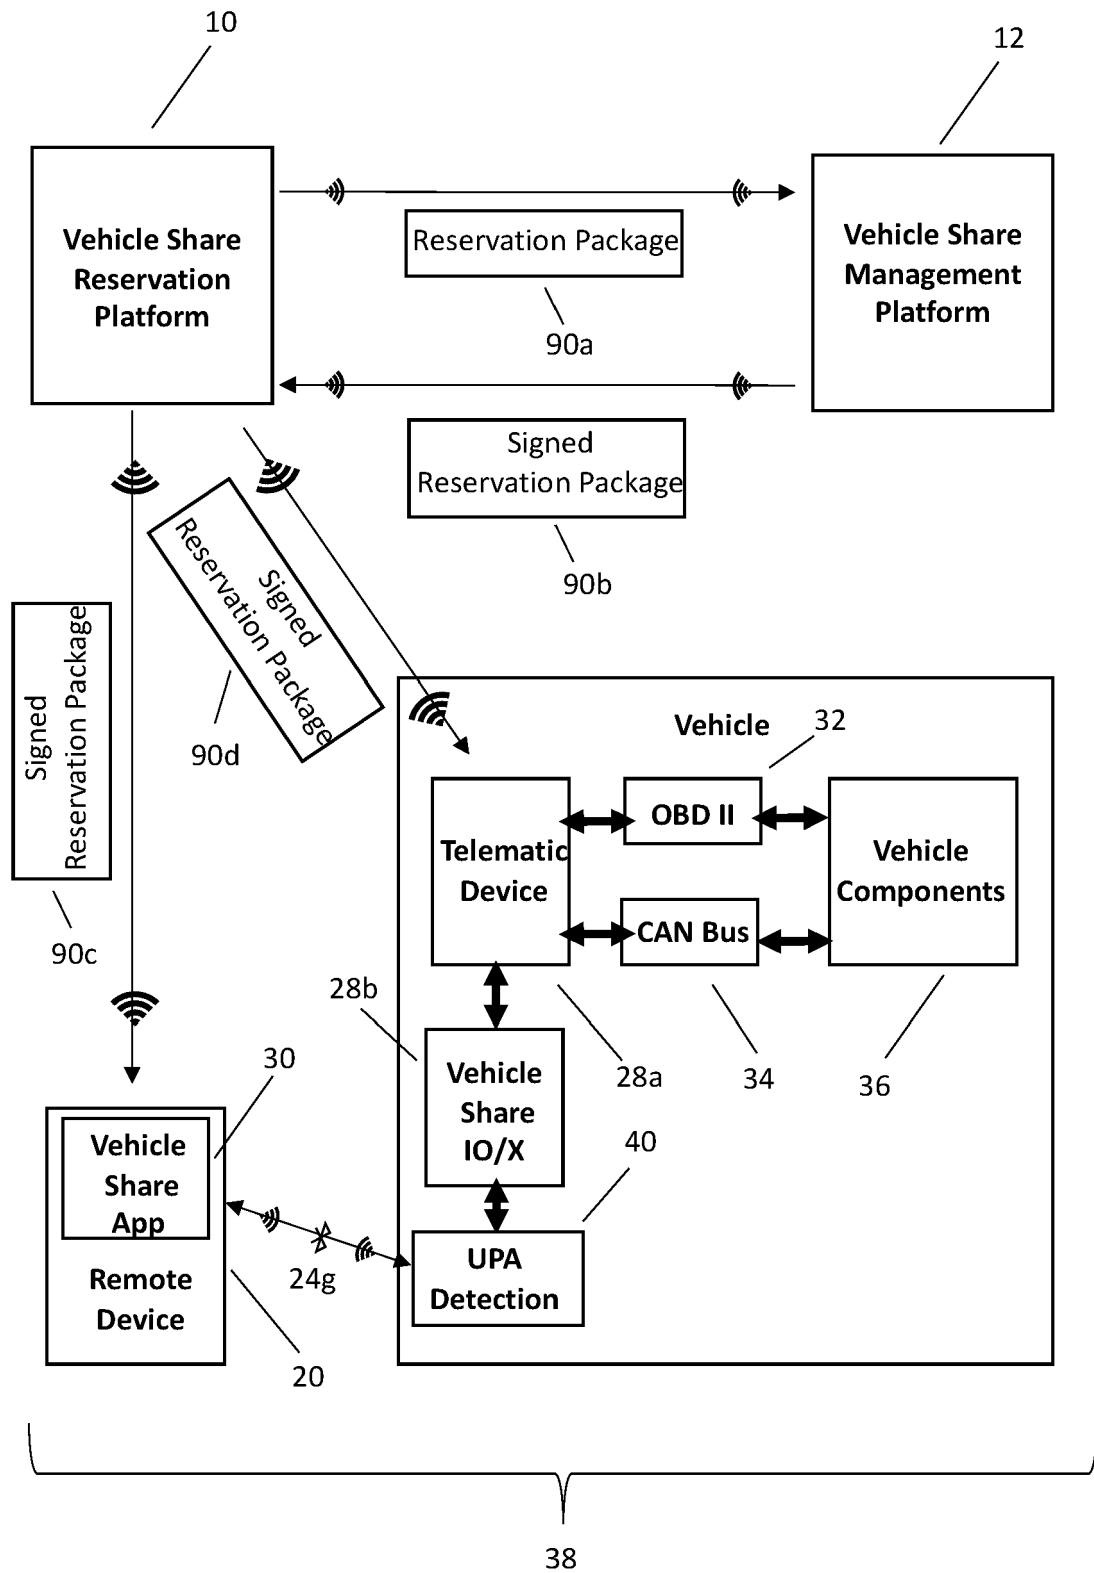 10
12
Vehicle Share
Reservation
Platform
Reservation Package
90a
Vehicle Share
Management
Platform
Signed
Reservation Package
90b
Signed
Reservation Package
90d
Signed
Reservation Package
90c
Vehicle
32
Telematic
Device
OBD II
CAN Bus
Vehicle
Components
28b
28a
34
36
Vehicle
Share
IO/X
30
40
Vehicle
Share
App
Remote
Device
24g
UPA
Detection
20
38